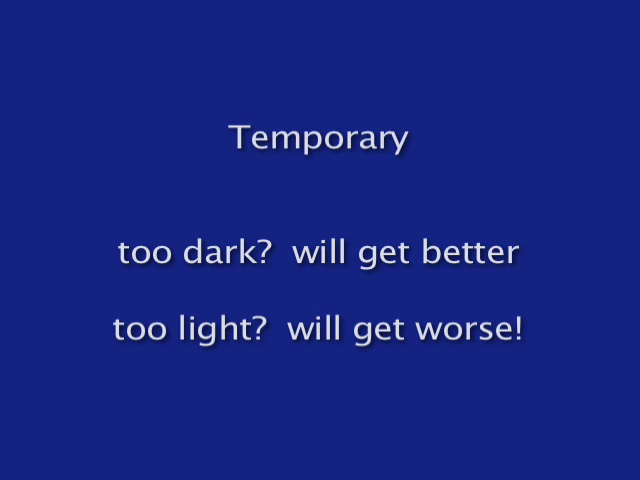 Temporary
too dark?  will get better
too light?  will get worse!